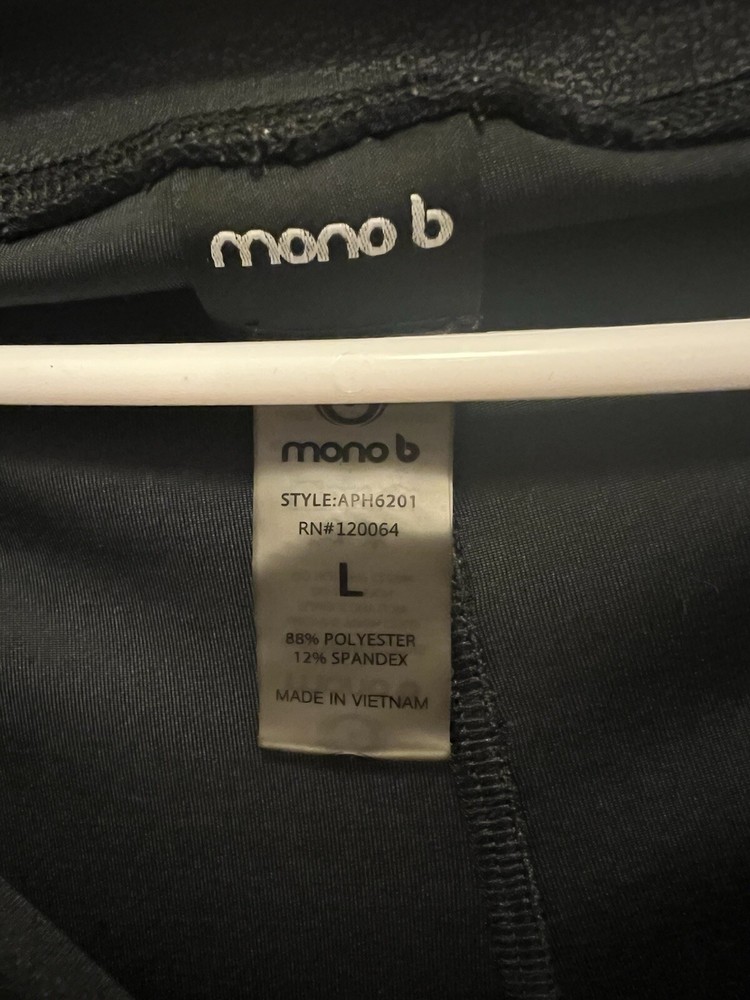 mono b
mono b
STYLE:APH6201
RN#120064
L
88% POLYESTER
12% SPANDEX
MADE IN VIETNAM